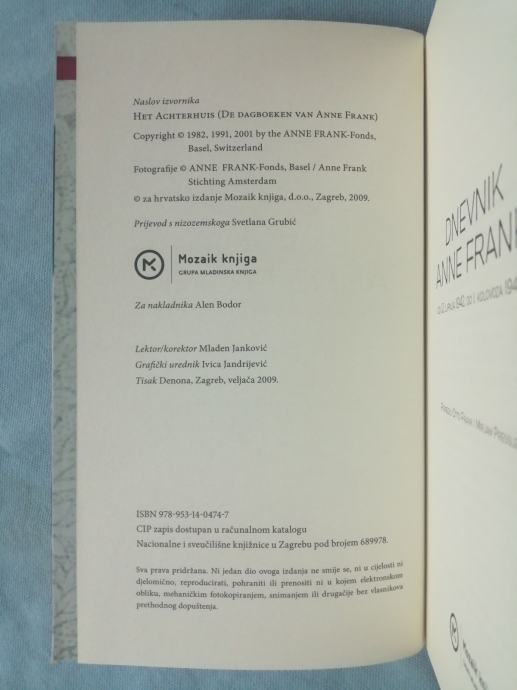 Naslov izvornika
Het Achterhuis (De dagboeken van Anne Frank)
Copyright © 1982, 1991, 2001 by the ANNE FRANK-Fonds,
Basel, Switzerland
Fotografije © ANNE FRANK-Fonds, Basel / Anne Frank
Stichting Amsterdam
© za hrvatsko izdanje Mozaik knjiga, d.o.o., Zagreb, 2009.
Prijevod s nizozemskoga Svetlana Grubić
Mozaik knjiga
GRUPA MLADINSKA KNJIGA
Za nakladnika Alen Bodor
Lektor/korektor Mladen Janković
Grafički urednik Ivica Jandrijević
Tisak Denona, Zagreb, veljača 2009.
ISBN 978-953-14-0474-7
CIP zapis dostupan u računalnom katalogu
Nacionalne i sveučilišne knjižnice u Zagrebu pod brojem 689978.
Sva prava pridržana. Ni jedan dio ovoga izdanja ne smije se, ni u cijelosti ni
djelomično, reproducirati, pohraniti ili prenositi ni u kojem elektronskom
obliku, mehaničkim fotokopiranjem, snimanjem ili drugačije bez vlasnikova
prethodnog dopuštenja.
DNEVNIK
ANNE FRANK
KOLOVOZA
Mozaik